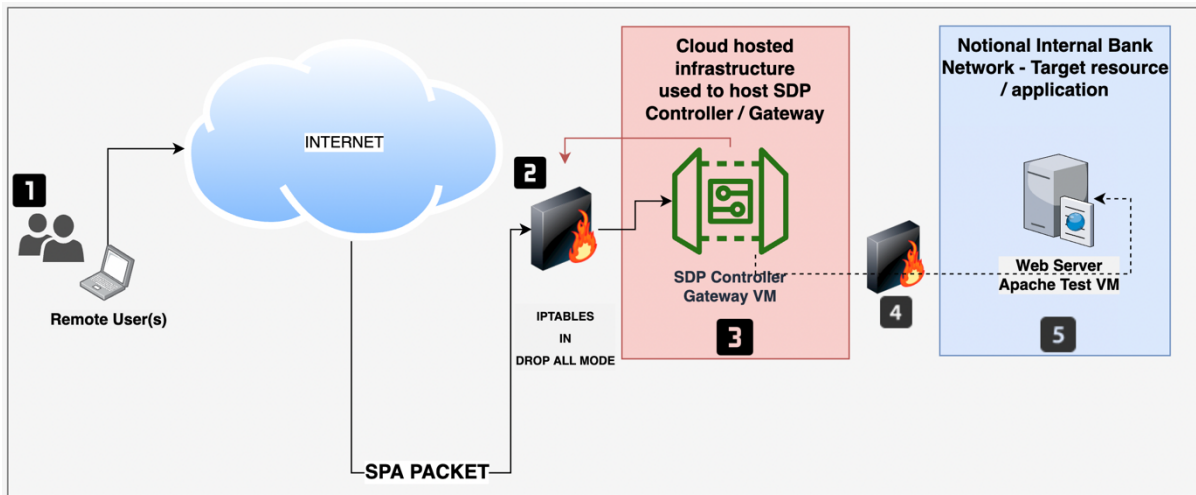 1
Remote User(s)
INTERNET
SPA PACKET
2
IPTABLES
IN
DROP ALL MODE
Cloud hosted
infrastructure
used to host SDP
Controller / Gateway
SDP Controller
Gateway VM
3
4
Notional Internal Bank
Network - Target resource
/ application
Web Server
Apache Test VM
5